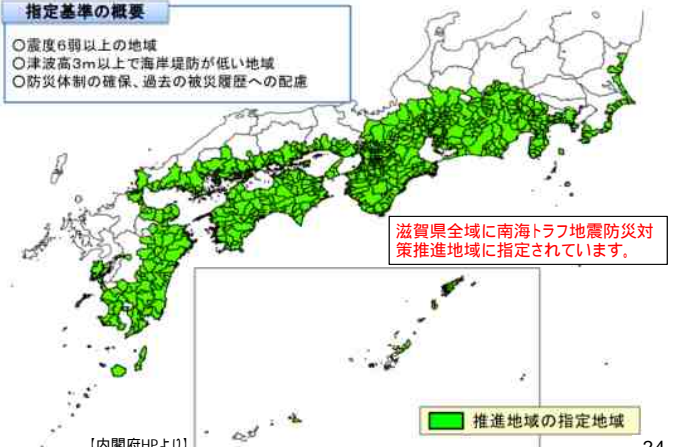 指定基準の概要
○震度6弱以上の地域
○津波高3m以上で海岸堤防が低い地域
○防災体制の確保、過去の被災履歴への配慮
滋賀県全域に南海トラフ地震防災対
策推進地域に指定されています。
推進地域の指定地域
【内閣府HPより】
24